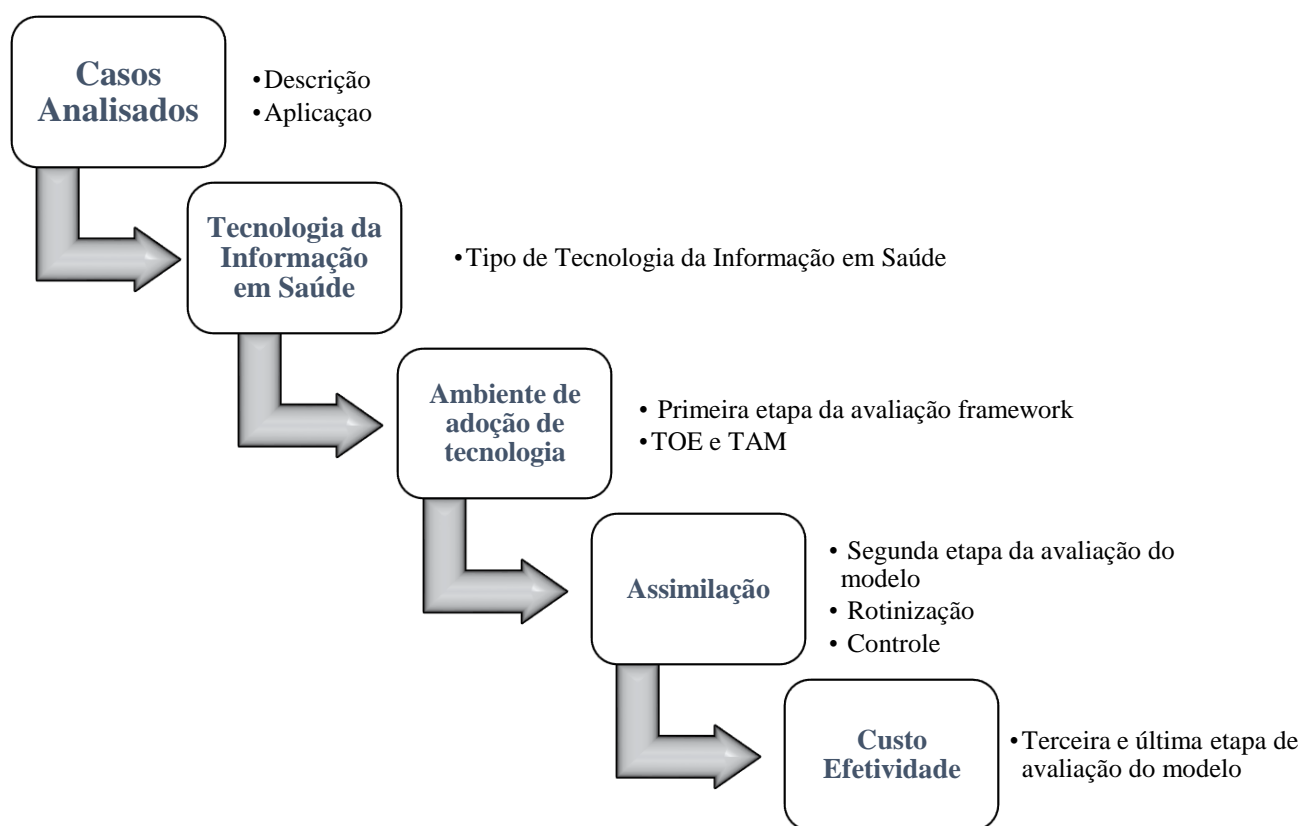 Casos
Analisados
•Descrição
•Aplicaçao
Tecnologia da
Informação
em Saúde
•Tipo de Tecnologia da Informação em Saúde
Ambiente de
adoção de
tecnologia
• Primeira etapa da avaliação framework
•TOE e TAM
Assimilação
• Segunda etapa da avaliação do
modelo
• Rotinização
• Controle
Custo
Efetividade
•Terceira e última etapa de
avaliação do modelo